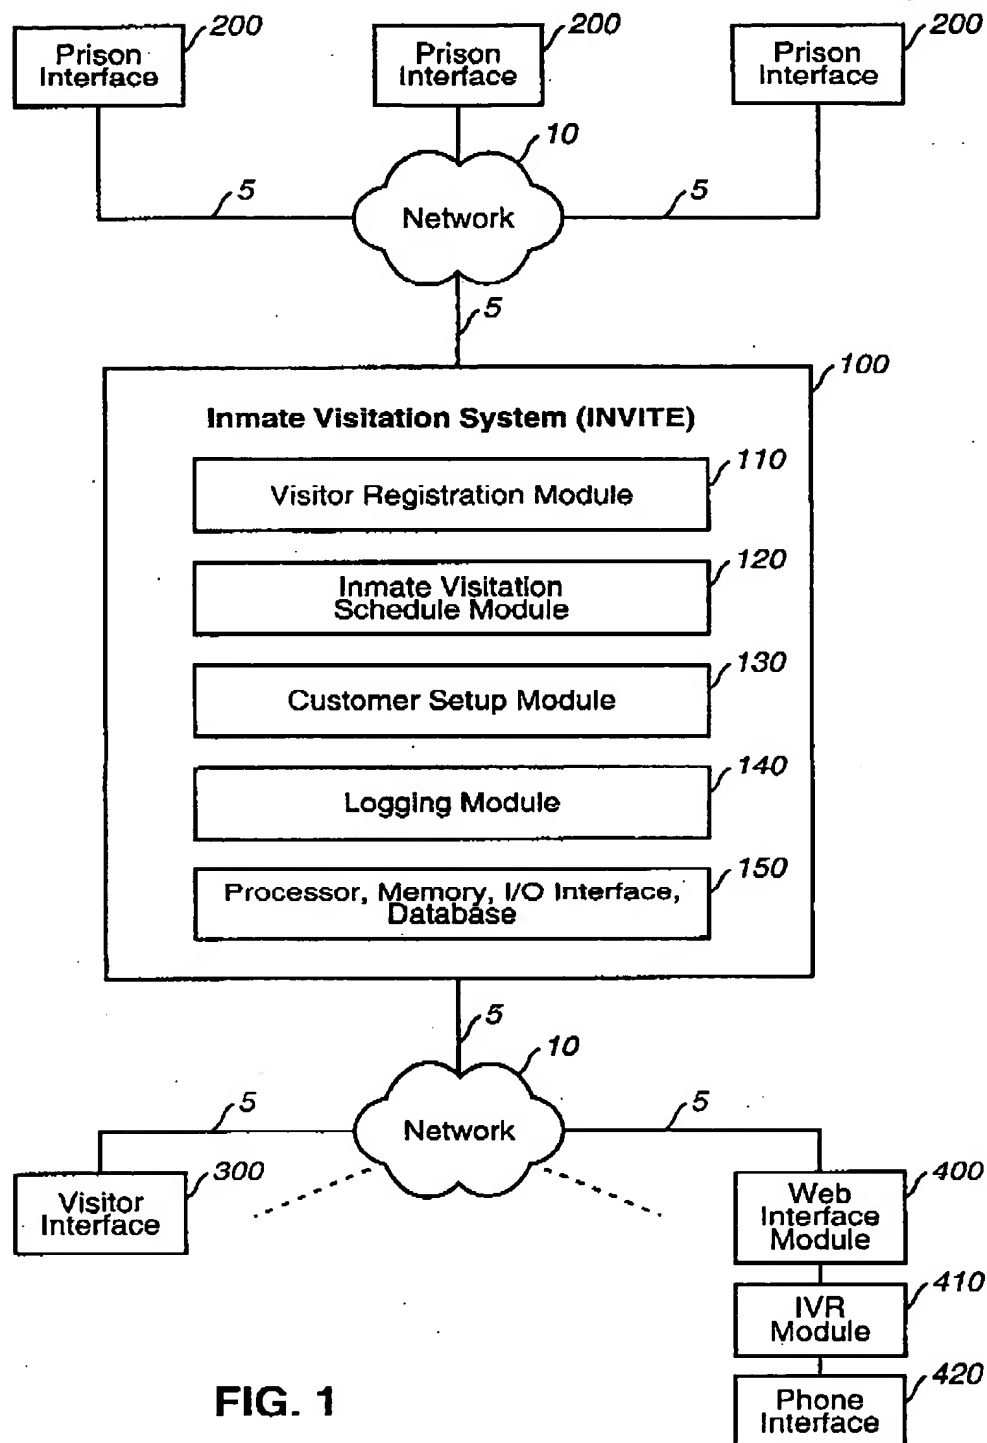 200
200
200
Prison
Interface
Prison
Interface
Prison
Interface
10
5
Network
5
5
100
Inmate Visitation System (INVITE)
110
Visitor Registration Module
120
Inmate Visitation
Schedule Module
130
Customer Setup Module
140
Logging Module
150
Processor, Memory, I/O Interface,
Database
5
10
5
Network
5
300
Visitor
Interface
400
Web
Interface
Module
410
IVR
Module
420
Phone
Interface
FIG. 1